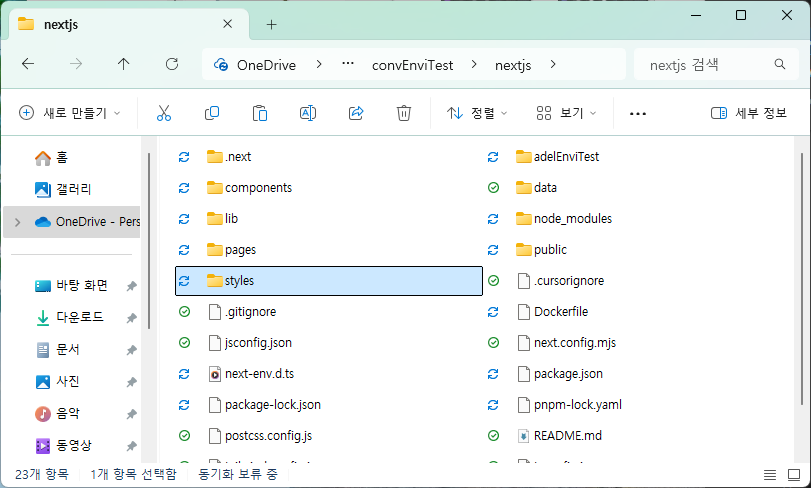 nextjs
OneDrive > ··· convEnviTest > nextjs >
nextjs 검색
새로 만들기
정렬
보기
세부 정보
홈
갤러리
OneDrive - Pers
바탕 화면
다운로드
문서
사진
음악
동영상
.next
adelEnviTest
components
data
lib
node_modules
pages
public
styles
.cursorignore
.gitignore
Dockerfile
jsconfig.json
next.config.mjs
next-env.d.ts
package.json
package-lock.json
pnpm-lock.yaml
postcss.config.js
README.md
23개 항목
1개 항목 선택함
동기화 보류 중